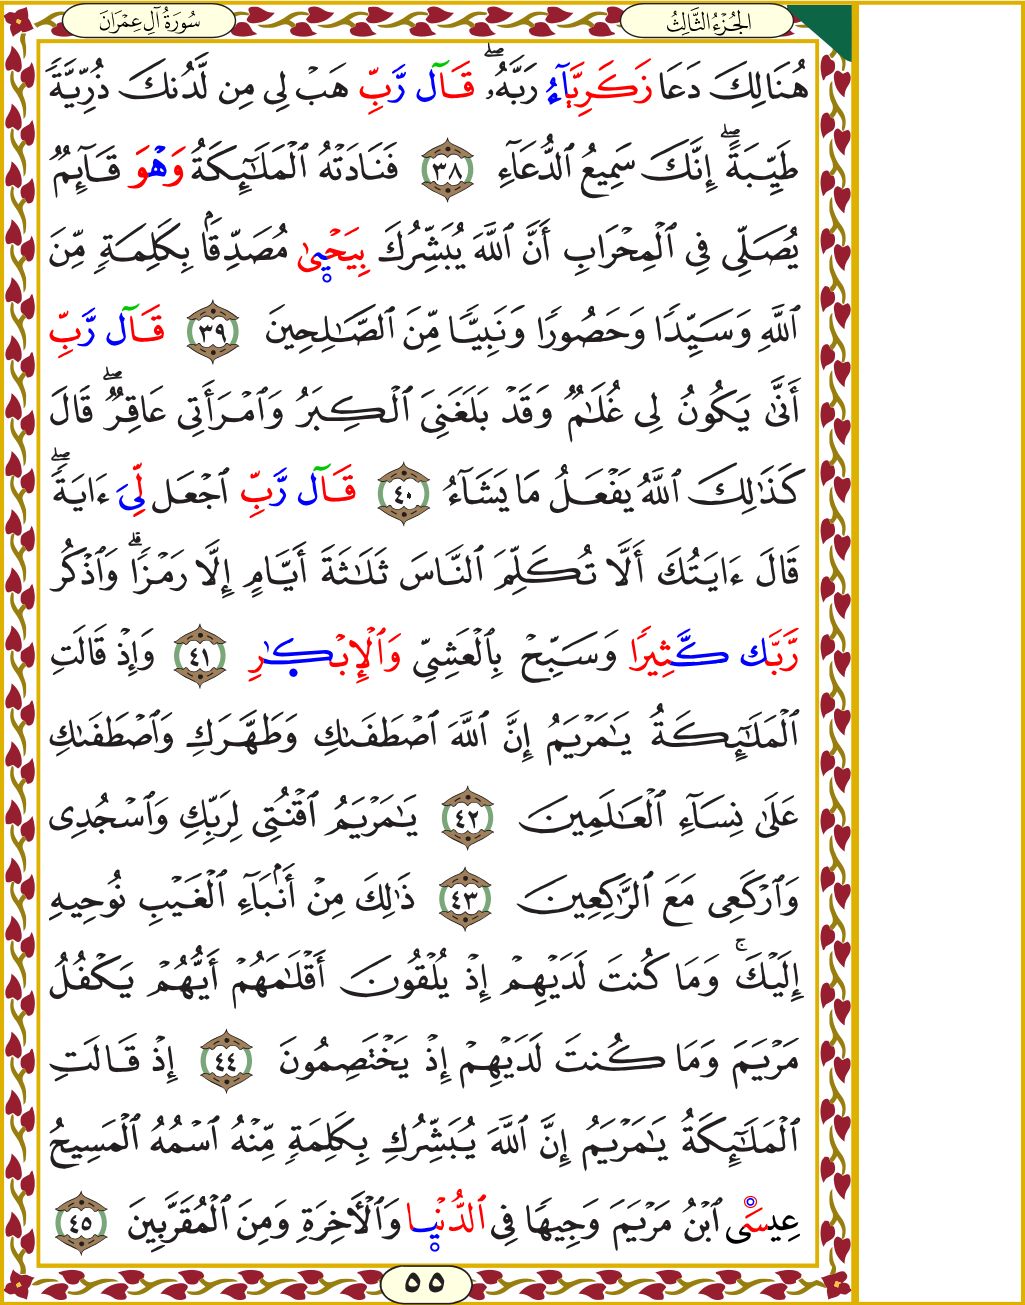 سُورَةُ آلِ عِمْرَان
الجُزْءُ الثَّالِثُ
هُنَالِكَ دَعَا زَكَرِيَّآءُ رَبَّهُۥۖ قَآل رَّبِّ هَبْ لِى مِن لَّدُنكَ ذُرِّيَّةً
طَيِّبَةًۖ إِنَّكَ سَمِيعُ ٱلدُّعَآءِ ٣٨ فَنَادَتْهُ ٱلْمَلَٰٓئِكَةُ وَهْوَ قَآئِمٌ
يُصَلِّى فِى ٱلْمِحْرَابِ أَنَّ ٱللَّهَ يُبَشِّرُكَ بِيَحْيىٰ مُصَدِّقَۢا بِكَلِمَةٍ مِّنَ
ٱللَّهِ وَسَيِّدًا وَحَصُورًا وَنَبِيًّا مِّنَ ٱلصَّٰلِحِينَ ٣٩ قَآل رَّبِّ
أَنَّىٰ يَكُونُ لِى غُلَٰمٌ وَقَدْ بَلَغَنِىَ ٱلْكِبَرُ وَٱمْرَأَتِى عَاقِرٌۖ قَالَ
كَذَٰلِكَ ٱللَّهُ يَفْعَلُ مَا يَشَآءُ ٤٠ قَآل رَّبِّ ٱجْعَل لِّىَ ءَايَةًۖ
قَالَ ءَايَتُكَ أَلَّا تُكَلِّمَ ٱلنَّاسَ ثَلَٰثَةَ أَيَّامٍ إِلَّا رَمْزًاۗ وَٱذْكُر
رَّبَّك كَّثِيرًا وَسَبِّحْ بِٱلْعَشِىِّ وَٱلْإِبْكَٰرِ ٤١ وَإِذْ قَالَتِ
ٱلْمَلَٰٓئِكَةُ يَٰمَرْيَمُ إِنَّ ٱللَّهَ ٱصْطَفَىٰكِ وَطَهَّرَكِ وَٱصْطَفَىٰكِ
عَلَىٰ نِسَآءِ ٱلْعَٰلَمِينَ ٤٢ يَٰمَرْيَمُ ٱقْنُتِى لِرَبِّكِ وَٱسْجُدِى
وَٱرْكَعِى مَعَ ٱلرَّٰكِعِينَ ٤٣ ذَٰلِكَ مِنْ أَنۢبَآءِ ٱلْغَيْبِ نُوحِيهِ
إِلَيْكَۚ وَمَا كُنتَ لَدَيْهِمْ إِذْ يُلْقُونَ أَقْلَٰمَهُمْ أَيُّهُمْ يَكْفُلُ
مَرْيَمَ وَمَا كُنتَ لَدَيْهِمْ إِذْ يَخْتَصِمُونَ ٤٤ إِذْ قَالَتِ
ٱلْمَلَٰٓئِكَةُ يَٰمَرْيَمُ إِنَّ ٱللَّهَ يُبَشِّرُكِ بِكَلِمَةٍ مِّنْهُ ٱسْمُهُ ٱلْمَسِيحُ
عِيسَى ٱبْنُ مَرْيَمَ وَجِيهًا فِى ٱلدُّنْيَا وَٱلْأَخِرَةِ وَمِنَ ٱلْمُقَرَّبِينَ ٤٥
٥٥